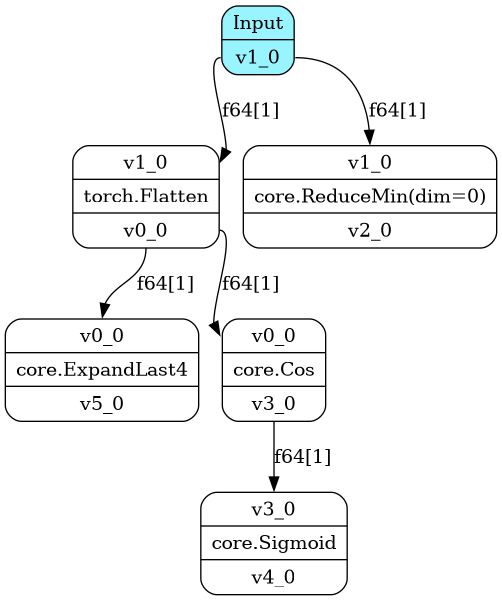 Input
v1_0
f64[1]
f64[1]
v1_0
torch.Flatten
v0_0
v1_0
core.ReduceMin(dim=0)
v2_0
f64[1]
f64[1]
v0_0
core.ExpandLast4
v5_0
v0_0
core.Cos
v3_0
f64[1]
v3_0
core.Sigmoid
v4_0